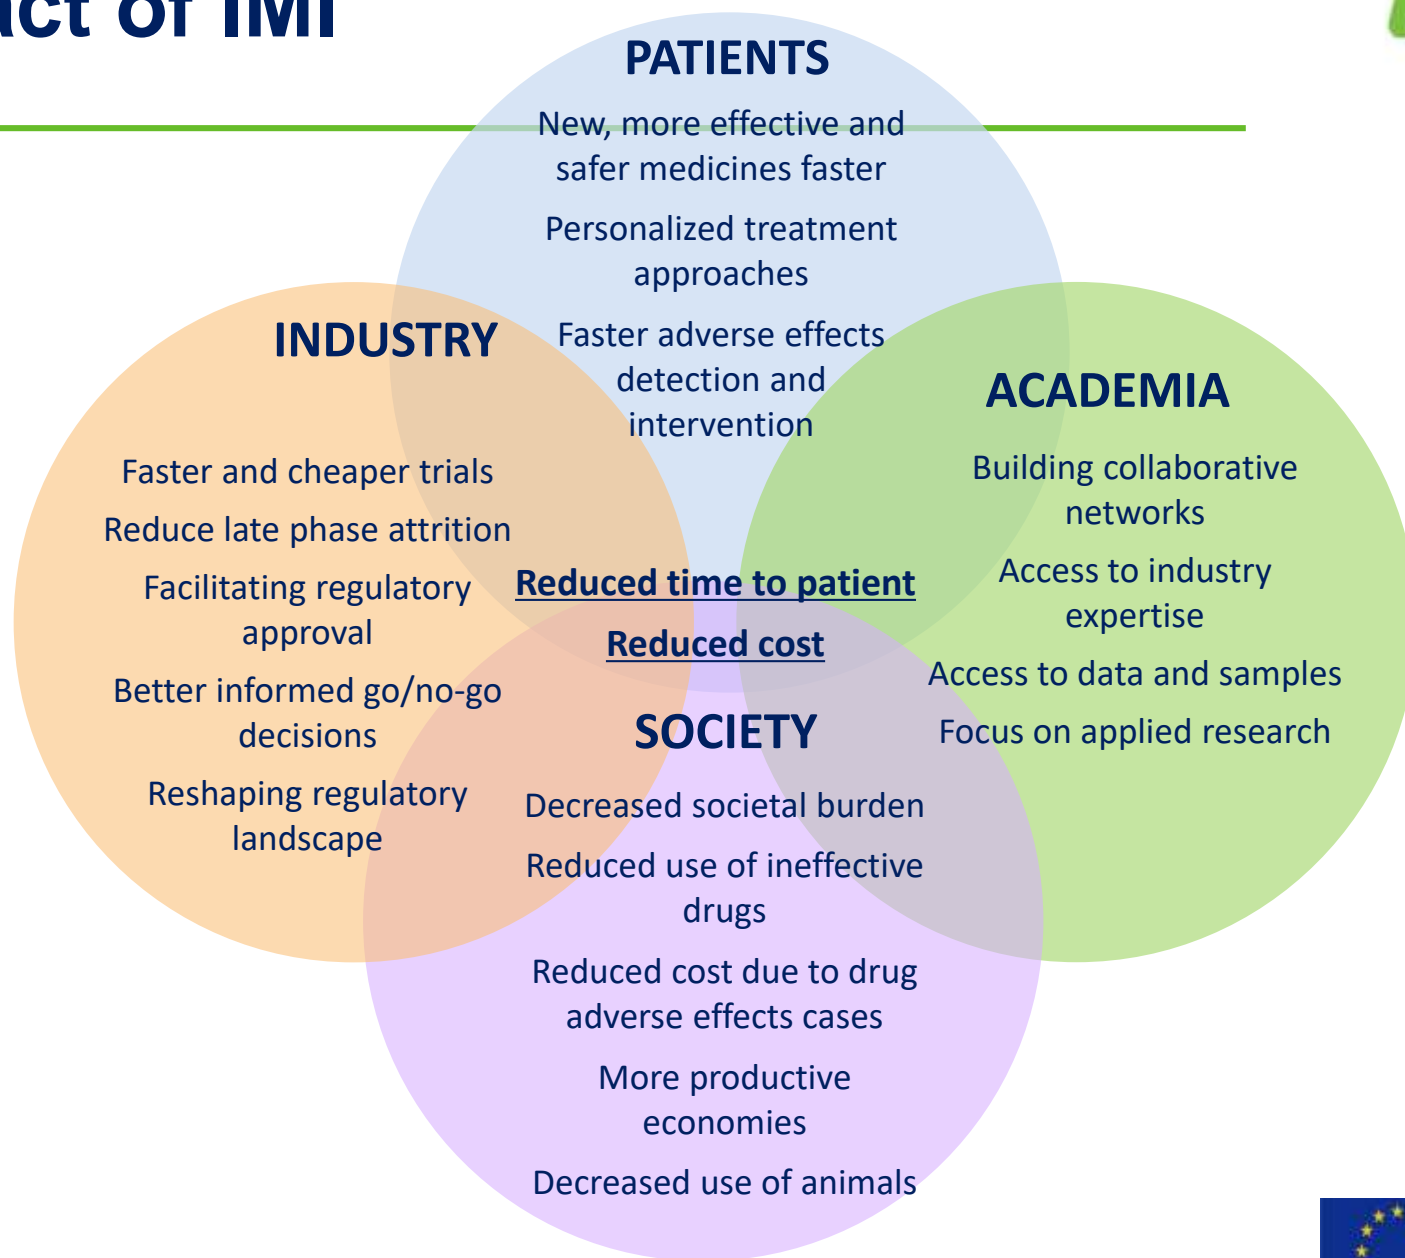 act of IMI
PATIENTS
New, more effective and
safer medicines faster
Personalized treatment
approaches
Faster adverse effects
detection and
intervention
INDUSTRY
Faster and cheaper trials
Reduce late phase attrition
Facilitating regulatory
approval
Better informed go/no-go
decisions
Reshaping regulatory
landscape
ACADEMIA
Building collaborative
networks
Access to industry
expertise
Access to data and samples
Focus on applied research
Reduced time to patient
Reduced cost
SOCIETY
Decreased societal burden
Reduced use of ineffective
drugs
Reduced cost due to drug
adverse effects cases
More productive
economies
Decreased use of animals